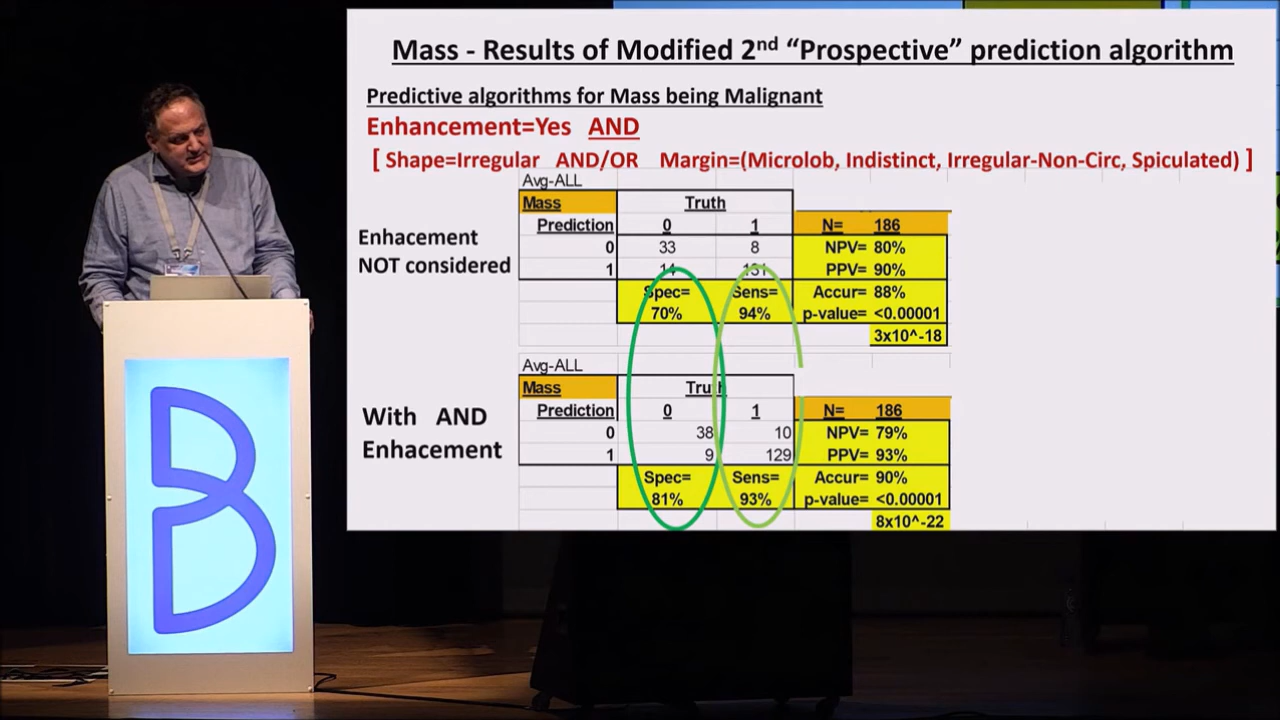 Mass - Results of Modified 2nd “Prospective” prediction algorithm
Predictive algorithms for Mass being Malignant
Enhancement=Yes AND
[ Shape=Irregular AND/OR Margin=(Microlob, Indistinct, Irregular-Non-Circ, Spiculated) ]
Avg-ALL
Mass Truth
Prediction 0 1 N= 186
Enhacement
NOT considered
0 33 8 NPV= 80%
1 14 131 PPV= 90%
Spec= Sens= Accur= 88%
70% 94% p-value= <0.00001
3x10^-18
Avg-ALL
Mass Truth
Prediction 0 1 N= 186
With AND
Enhacement
0 38 10 NPV= 79%
1 9 129 PPV= 93%
Spec= Sens= Accur= 90%
81% 93% p-value= <0.00001
8x10^-22
B